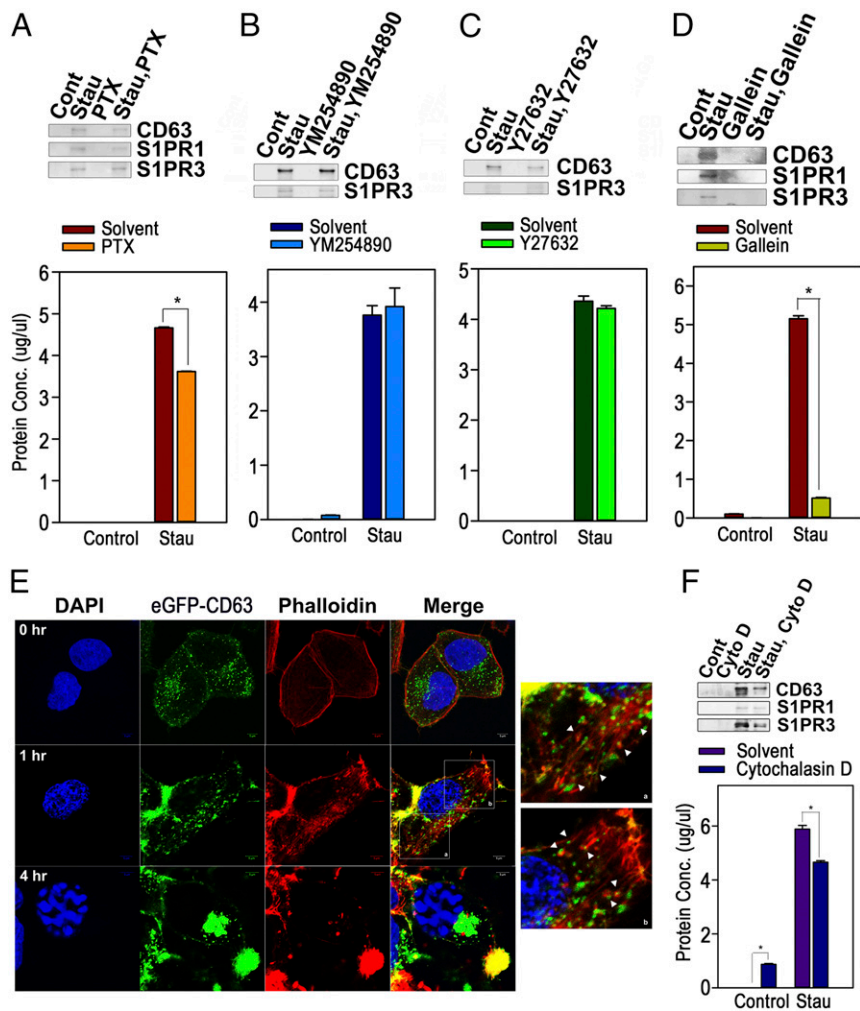 A
Cont
Stau
PTX
Stau, PTX
CD63
S1PR1
S1PR3
Solvent
PTX
Protein Conc. (ug/ul)
6
5
4
3
2
1
0
*
Control Stau
B
Cont
Stau
YM254890
Stau, YM254890
CD63
S1PR3
Solvent
YM254890
4
3
2
1
0
Control Stau
C
Cont
Stau
Y27632
Stau, Y27632
CD63
S1PR3
Solvent
Y27632
5
4
3
2
1
0
Control Stau
D
Cont
Stau
Gallein
Stau, Gallein
CD63
S1PR1
S1PR3
Solvent
Gallein
6
5
4
3
2
1
0
*
Control Stau
E
DAPI eGFP-CD63 Phalloidin Merge
0 hr
1 hr
b
a
4 hr
a
b
F
Cont
Cyto D
Stau
Stau, Cyto D
CD63
S1PR1
S1PR3
Solvent
Cytochalasin D
Protein Conc. (ug/ul)
6
4
2
0
*
*
Control Stau